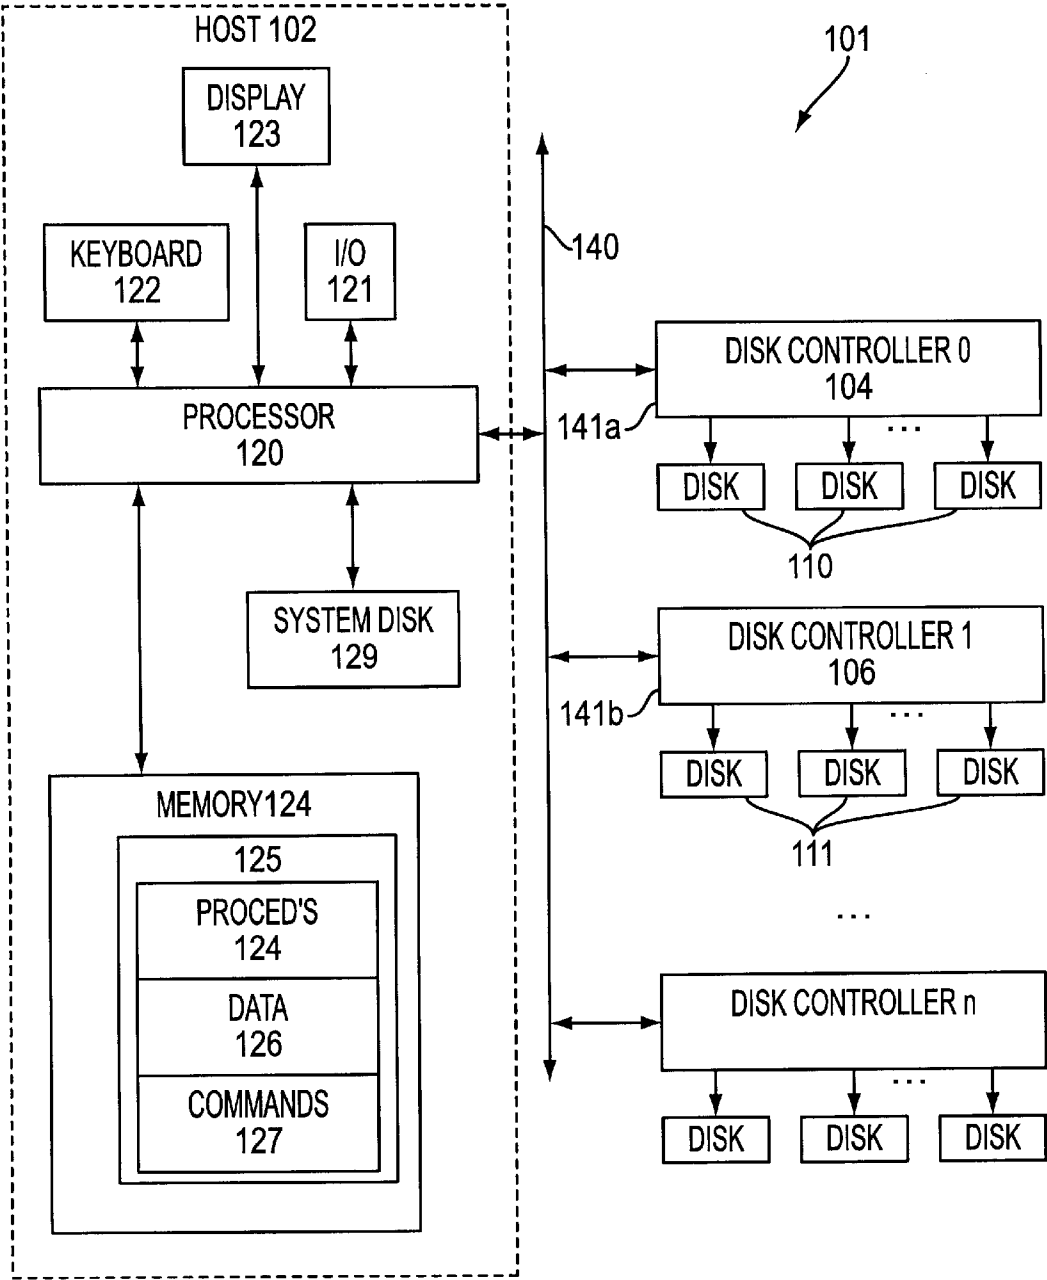 HOST 102
101
DISPLAY
123
140
KEYBOARD
122
I/O
121
DISK CONTROLLER 0
104
141a
PROCESSOR
120
...
DISK DISK DISK
110
SYSTEM DISK
129
DISK CONTROLLER 1
106
141b
...
DISK DISK DISK
111
MEMORY124
125
PROCED'S
124
DATA
126
COMMANDS
127
...
DISK CONTROLLER n
...
DISK DISK DISK